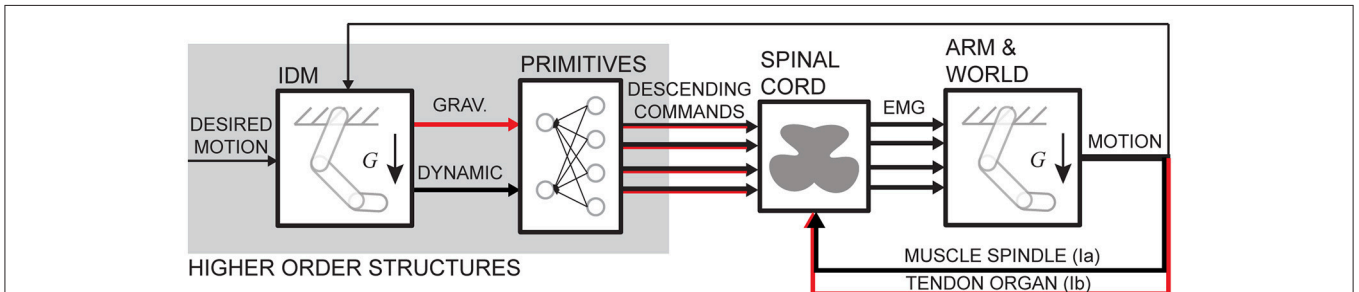 IDM
PRIMITIVES
SPINAL
CORD
ARM &
WORLD
DESIRED
MOTION
GRAV.
DYNAMIC
G
DESCENDING
COMMANDS
EMG
G
MOTION
MUSCLE SPINDLE (Ia)
TENDON ORGAN (Ib)
HIGHER ORDER STRUCTURES